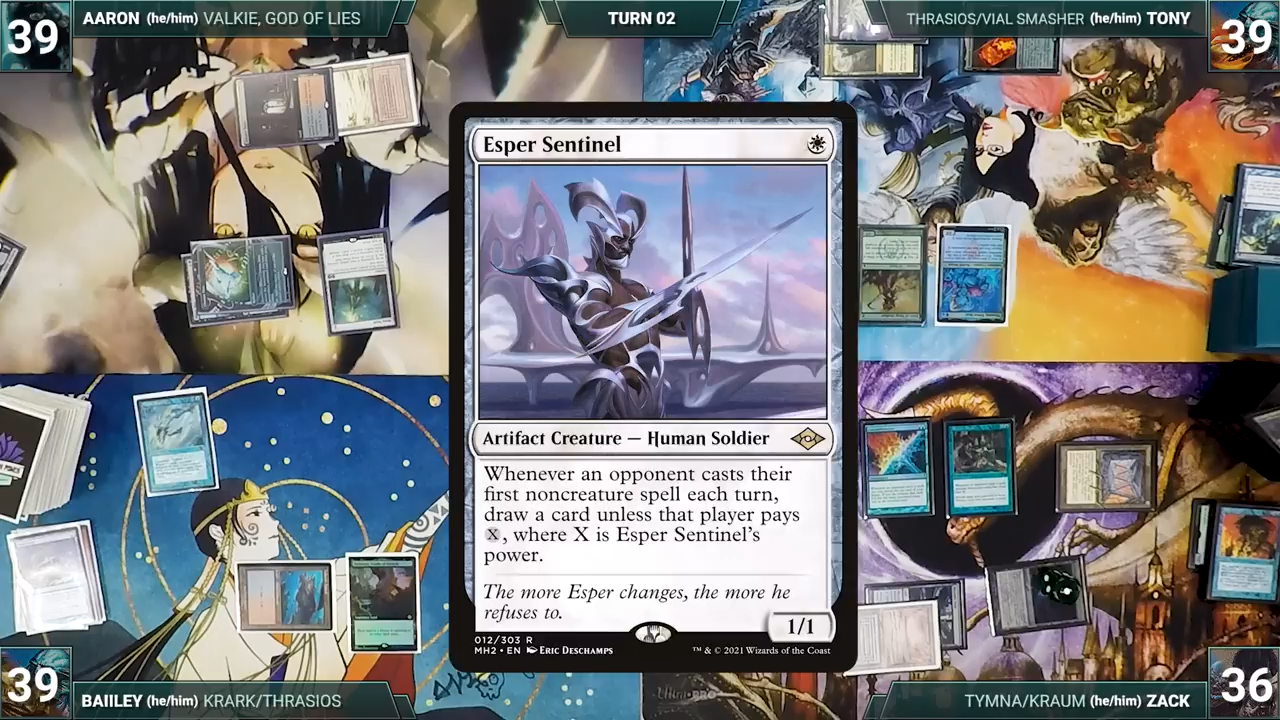 39
AARON (he/him) VALKIE, GOD OF LIES
TURN 02
THRASIOS/VIAL SMASHER (he/him) TONY
39
Esper Sentinel
Artifact Creature — Human Soldier
Whenever an opponent casts their
first noncreature spell each turn,
draw a card unless that player pays
X, where X is Esper Sentinel's
power.
The more Esper changes, the more he
refuses to.
1/1
012/303 R
MH2 • EN Eric Deschamps
™ & © 2021 Wizards of the Coast
39
BAIILEY (he/him) KRARK/THRASIOS
TYMNA/KRAUM (he/him) ZACK
36